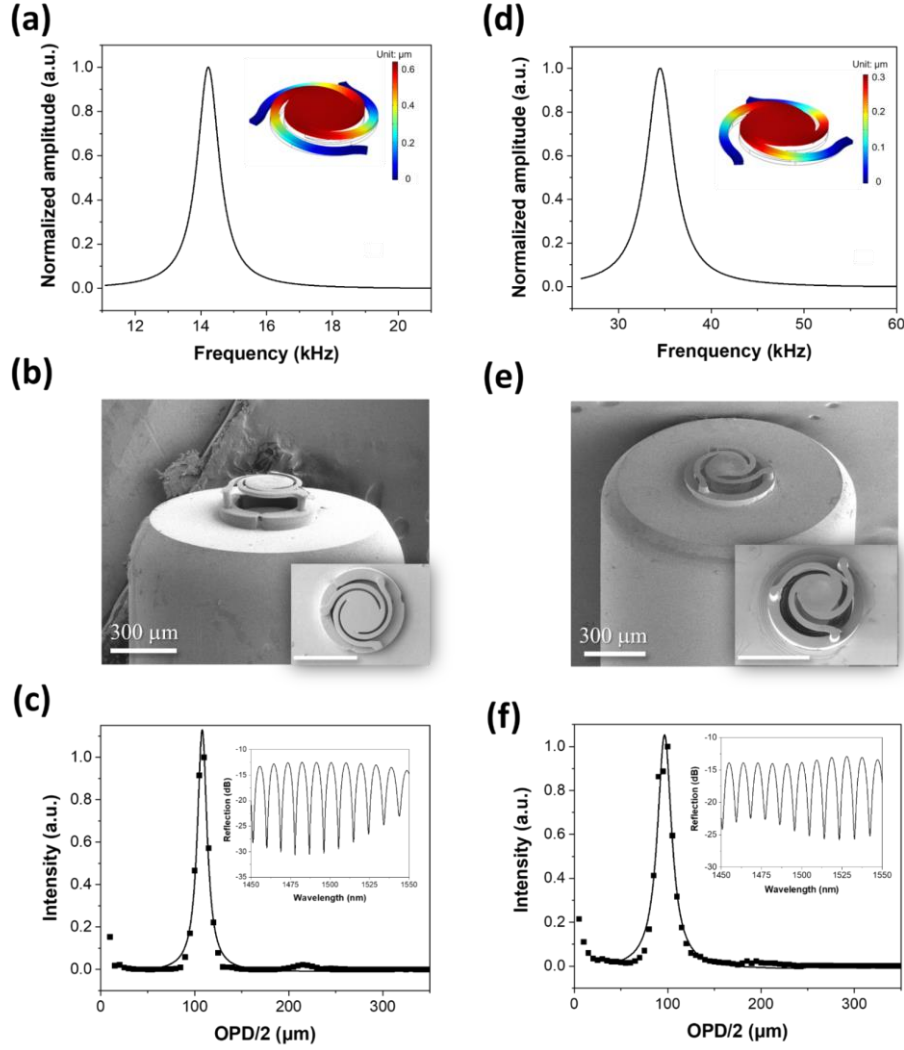 (a)
Normalized amplitude (a.u.)
1.0
0.8
0.6
0.4
0.2
0.0
12 14 16 18 20
Frequency (kHz)
Unit: μm
0.6
0.4
0.2
0
(d)
Normalized amplitude (a.u.)
1.0
0.8
0.6
0.4
0.2
0.0
30 40 50 60
Frenquency (kHz)
Unit: μm
0.3
0.2
0.1
0
(b)
300 μm
(e)
300 μm
(c)
Intensity (a.u.)
1.0
0.8
0.6
0.4
0.2
0.0
0 100 200 300
OPD/2 (μm)
Reflection (dB)
-10
-15
-20
-25
-30
-35
1450 1475 1500 1525 1550
Wavelength (nm)
(f)
Intensity (a.u.)
1.0
0.8
0.6
0.4
0.2
0.0
0 100 200 300
OPD/2 (μm)
Reflection (dB)
-10
-15
-20
-25
-30
1450 1475 1500 1525 1550
Wavelength (nm)